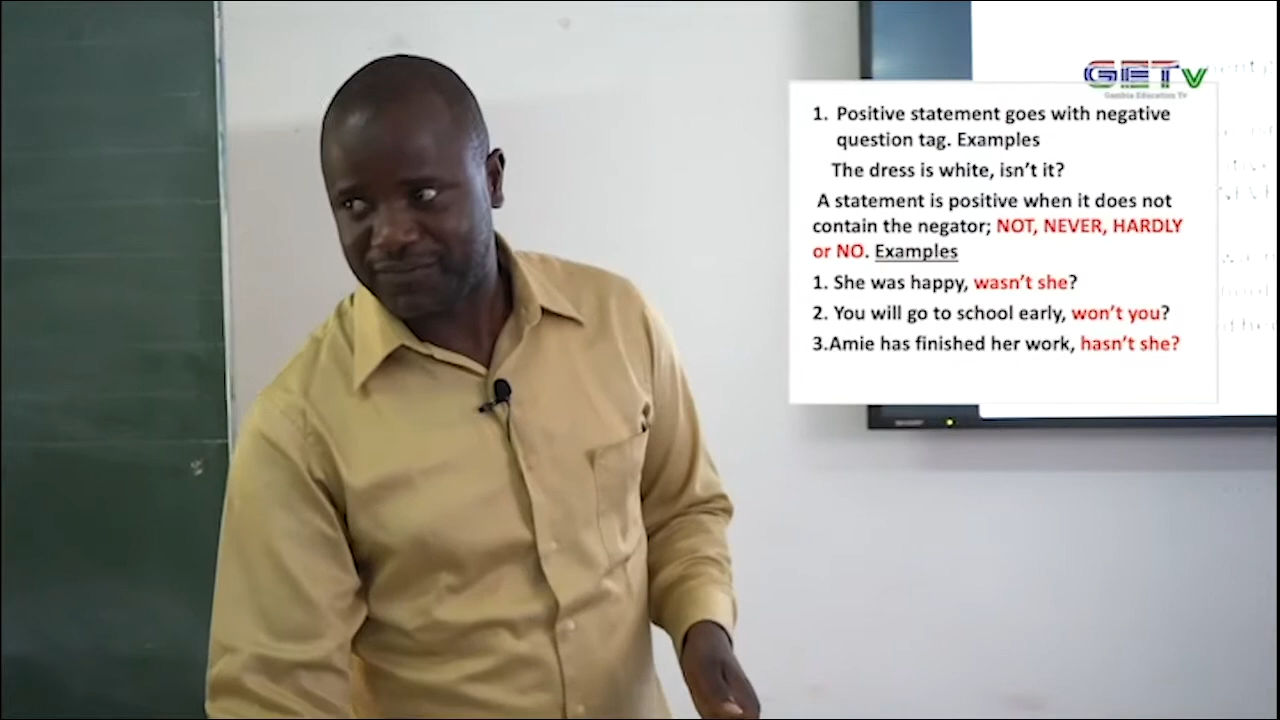 GETv
Gambia Education Tv
1. Positive statement goes with negative
question tag. Examples
The dress is white, isn’t it?
A statement is positive when it does not
contain the negator; NOT, NEVER, HARDLY
or NO. Examples
1. She was happy, wasn’t she?
2. You will go to school early, won’t you?
3.Amie has finished her work, hasn’t she?
SHARP